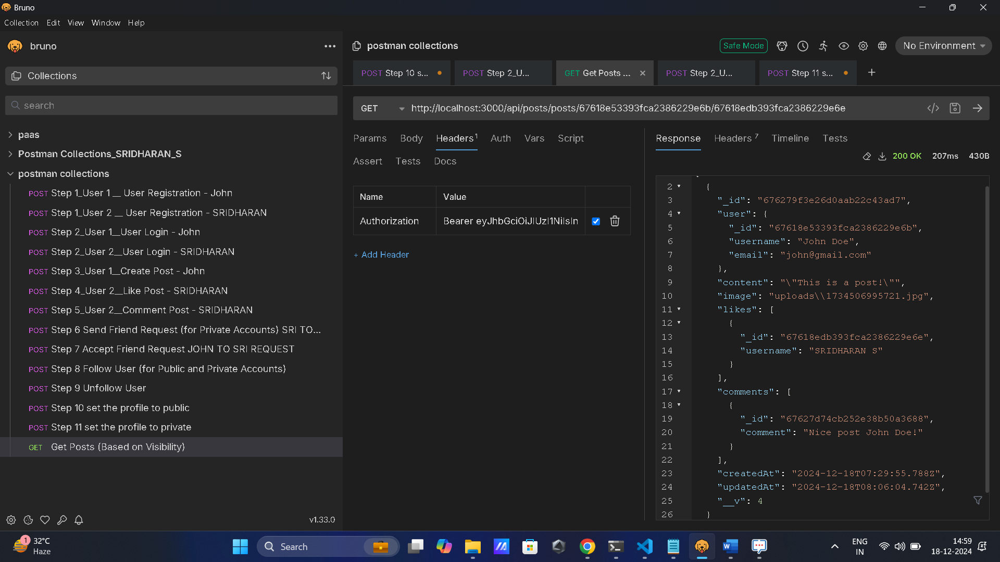 Bruno
Collection Edit View Window Help
bruno
postman collections
Safe Mode
No Environment
Collections
POST Step 10 s...
POST Step 2_U...
GET Get Posts ...
POST Step 2_U...
POST Step 11 s...
search
GET http://localhost:3000/api/posts/posts/67618e53393fca2386229e6b/67618edb393fca2386229e6e
paas
Postman Collections_SRIDHARAN_S
postman collections
POST Step 1_User 1 __ User Registration - John
POST Step 1_User 2 __ User Registration - SRIDHARAN
POST Step 2_User 1__User Login - John
POST Step 2_User 2__User Login - SRIDHARAN
POST Step 3_User 1__Create Post - John
POST Step 4_User 2__Like Post - SRIDHARAN
POST Step 5_User 2__Comment Post - SRIDHARAN
POST Step 6 Send Friend Request (for Private Accounts) SRI TO...
POST Step 7 Accept Friend Request JOHN TO SRI REQUEST
POST Step 8 Follow User (for Public and Private Accounts)
POST Step 9 Unfollow User
POST Step 10 set the profile to public
POST Step 11 set the profile to private
GET Get Posts (Based on Visibility)
v1.33.0
Params Body Headers 1 Auth Vars Script
Assert Tests Docs
Name Value
Authorization Bearer eyJhbGciOiJIUzI1NiIsIn
+ Add Header
Response Headers 7 Timeline Tests
200 OK 207ms 430B
2 {
3 "_id": "676279f3e26d0aab22c43ad7",
4 "user": {
5 "_id": "67618e53393fca2386229e6b",
6 "username": "John Doe",
7 "email": "john@gmail.com"
8 },
9 "content": "\"This is a post!\"",
10 "image": "uploads\\1734506995721.jpg",
11 "likes": [
12 {
13 "_id": "67618edb393fca2386229e6e",
14 "username": "SRIDHARAN S"
15 }
16 ],
17 "comments": [
18 {
19 "_id": "67627d74cb252e38b50a3688",
20 "comment": "Nice post John Doe!"
21 }
22 ],
23 "createdAt": "2024-12-18T07:29:55.788Z",
24 "updatedAt": "2024-12-18T08:06:04.742Z",
25 "__v": 4
26 }
1
32°C
Haze
Search
ENG
IN
14:59
18-12-2024